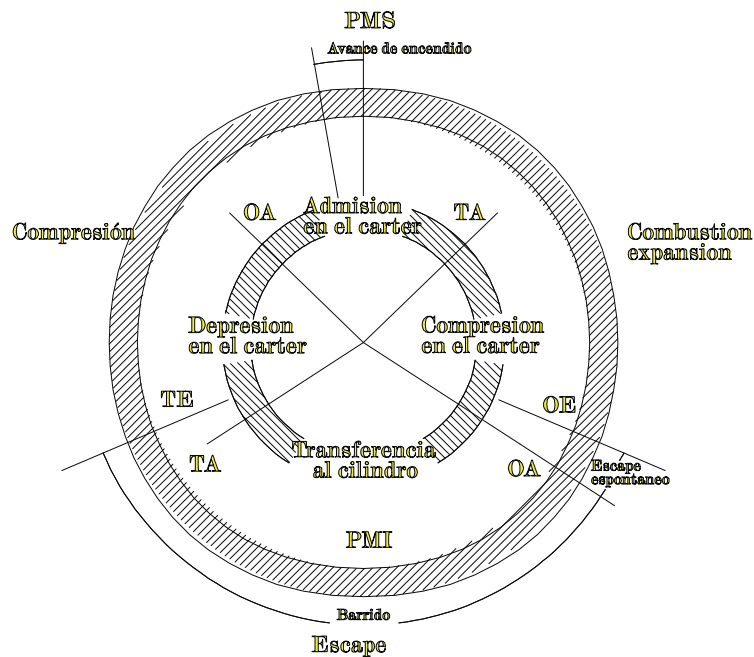 PMS
Avance de encendido
OA
Admision
en el carter
TA
Compresión
Combustion
expansion
Depresion
en el carter
Compresion
en el carter
TE
OE
TA
Transferencia
al cilindro
OA
Escape
espontaneo
PMI
Barrido
Escape